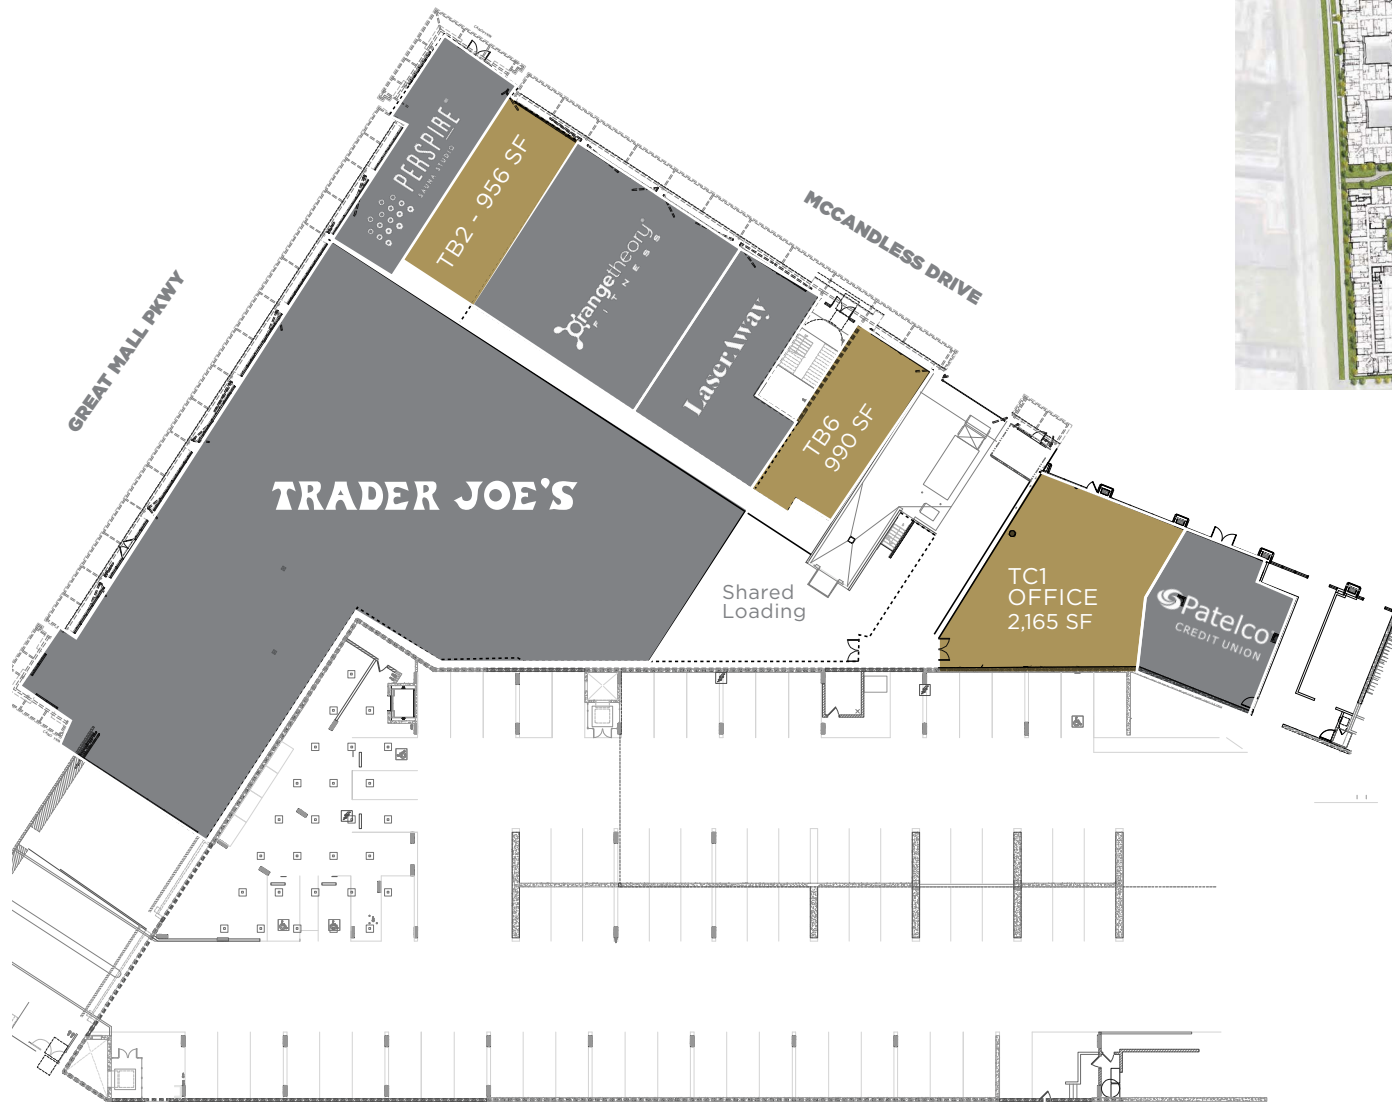 PERSPIRE
SAUNA STUDIO
TB2 - 956 SF
MCCANDLESS DRIVE
GREAT MALL PKWY
Orangetheory®
FITNESS
LaserAway
TB6
990 SF
TRADER JOE'S
Shared
Loading
TC1
OFFICE
2,165 SF
Patelco
CREDIT UNION